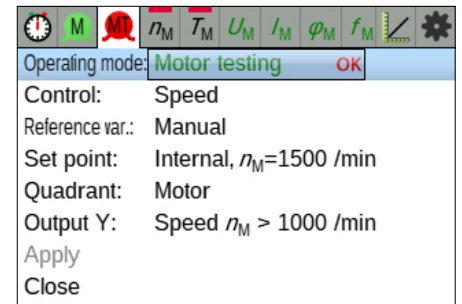 M MT nM TM UM IM φM fM
Operating mode: Motor testing OK
Control: Speed
Reference var.: Manual
Set point: Internal, nM=1500 /min
Quadrant: Motor
Output Y: Speed nM > 1000 /min
Apply
Close